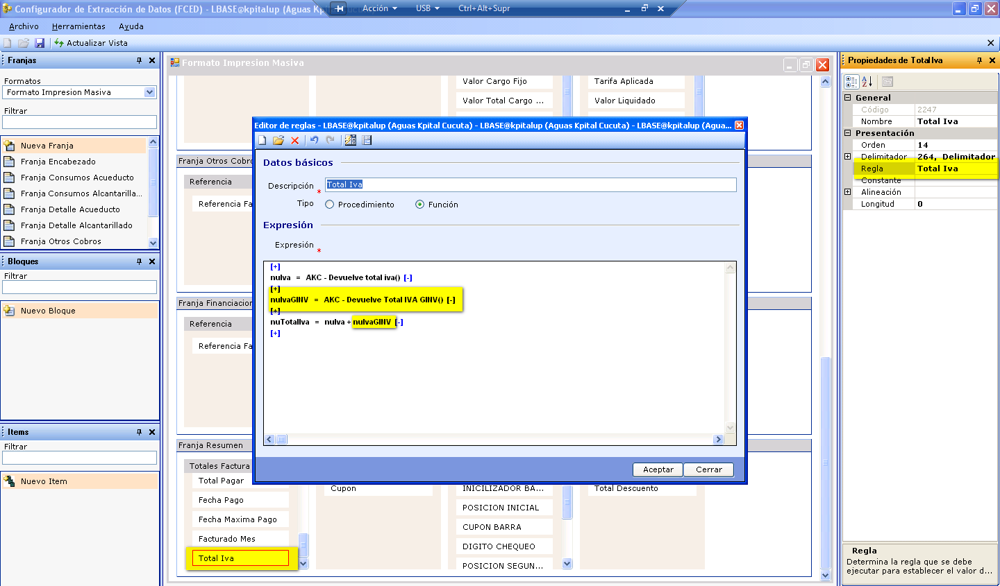 Configurador de Extracción de Datos (FCED) - LBASE@kpitalup (Aguas Kpital Cucu
Acción
USB
Ctrl+Alt+Supr
Archivo
Herramientas
Ayuda
Actualizar Vista
Franjas
Formatos
Formato Impresion Masiva
Filtrar
Nueva Franja
Franja Encabezado
Franja Consumos Acueducto
Franja Consumos Alcantarilla...
Franja Detalle Acueducto
Franja Detalle Alcantarillado
Franja Otros Cobros
Bloques
Filtrar
Nuevo Bloque
Items
Filtrar
Nuevo Item
Formato Impresion Masiva
Valor Cargo Fijo
Tarifa Aplicada
Valor Total Cargo ...
Valor Liquidado
Franja Otros Cobro
Referencia
Referencia Fa
Franja Financiacion
Referencia
Referencia Fa
Franja Resumen
Totales Factura
Total Pagar
Fecha Pago
Fecha Maxima Pago
Facturado Mes
Total Iva
Cupon
INICILIZADOR BA...
POSICION INICIAL
CUPON BARRA
DIGITO CHEQUEO
POSICION SEGUN...
Total Descuento
Editor de reglas - LBASE@kpitalup (Aguas Kpital Cucuta) - LBASE@kpitalup (Aguas Kpital Cucuta) - LBASE@kpitalup (Agua...
Datos básicos
Descripción * Total Iva
Tipo Procedimiento Función
Expresión
Expresión *
[+]
nuIva = AKC - Devuelve total iva() [-]
[+]
nuIvaGINV = AKC - Devuelve Total IVA GINV() [-]
[+]
nuTotalIva = nuIva + nuIvaGINV [-]
[+]
Aceptar
Cerrar
Propiedades de Total Iva
General
Código 2247
Nombre Total Iva
Presentación
Orden 14
Delimitador 264, Delimitador
Regla Total Iva
Constante
Alineación
Longitud 0
Regla
Determina la regla que se debe
ejecutar para establecer el valor d...